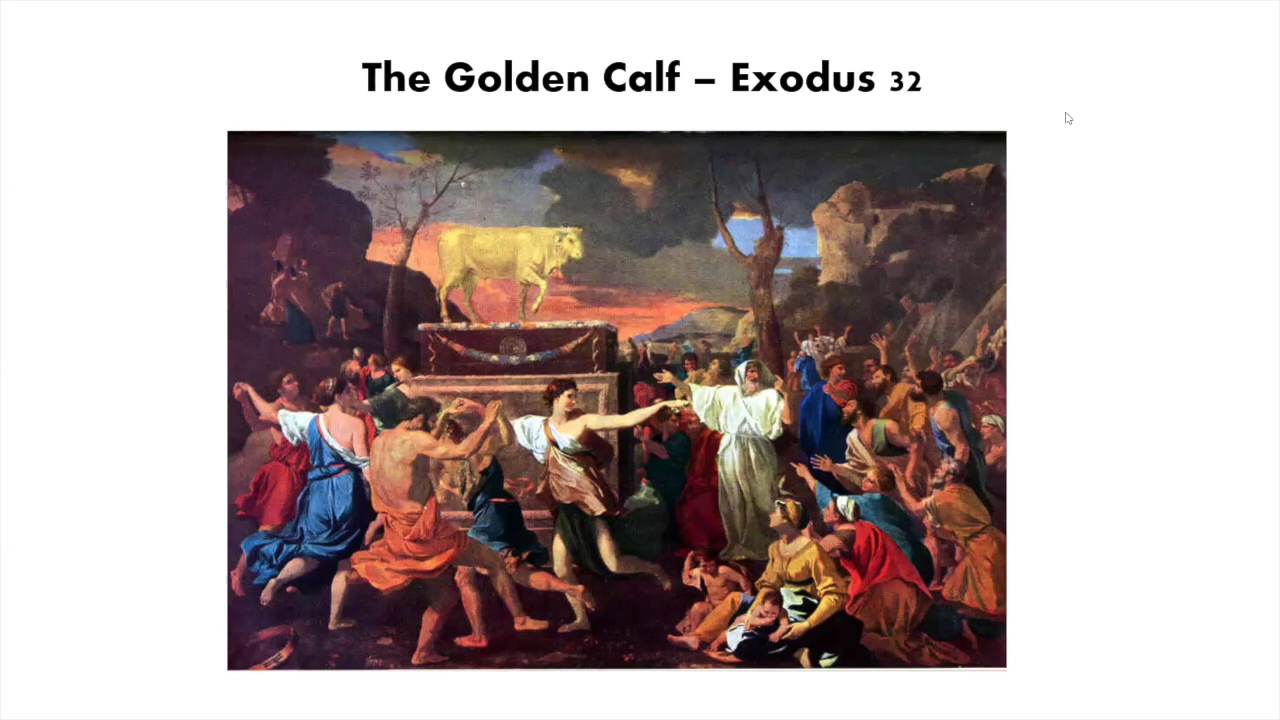 The Golden Calf – Exodus 32